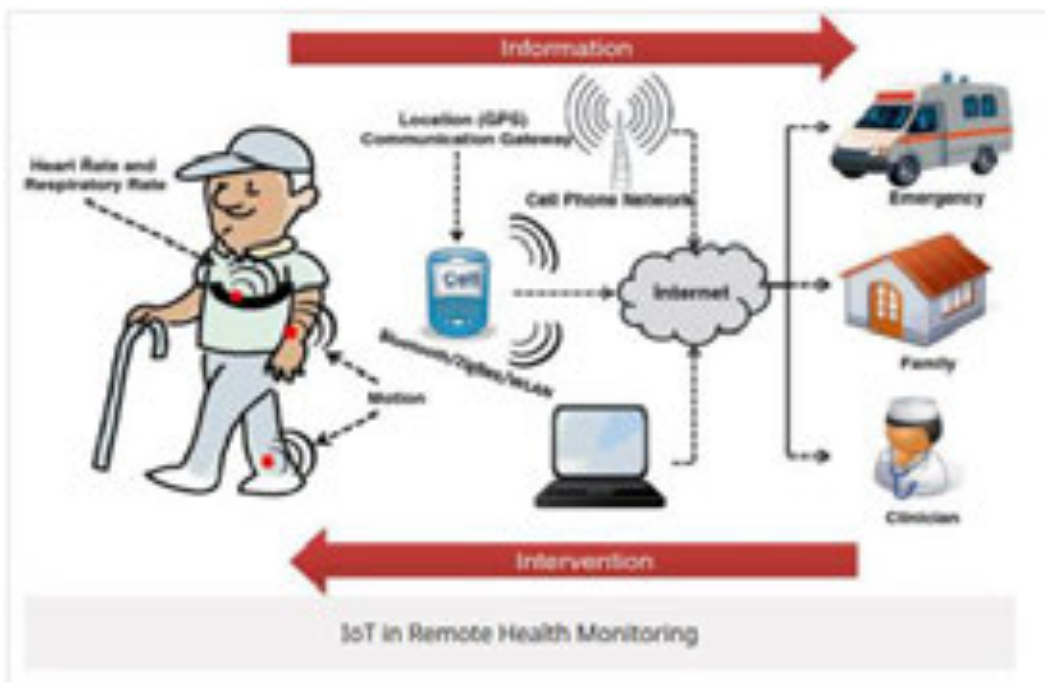 Information
Location (GPS)
Communication Gateway
Heart Rate and
Respiratory Rate
Cell Phone Network
Emergency
Cell
Internet
Bluetooth/ZigBee/WLAN
Family
Motion
Clinician
Intervention
IoT in Remote Health Monitoring